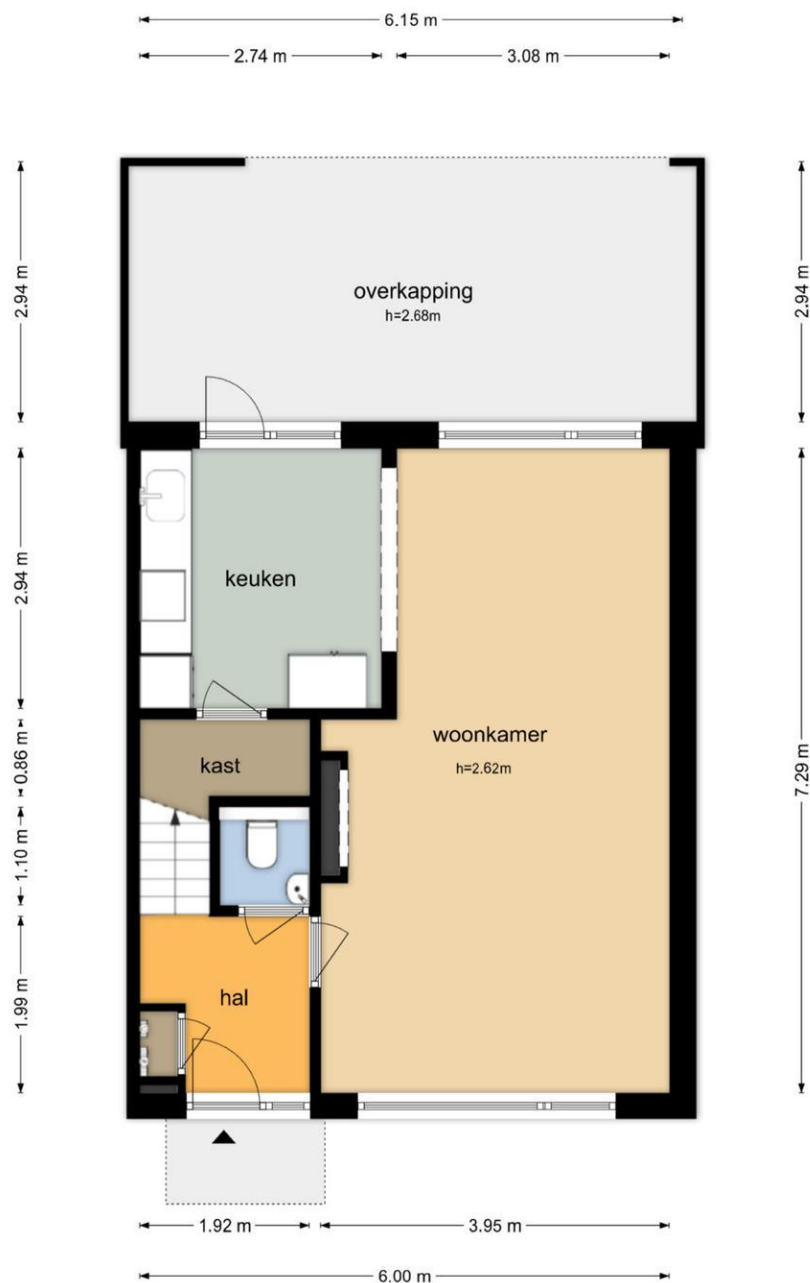 6.15 m
2.74 m
3.08 m
2.94 m
2.94 m
overkapping
h=2.68m
2.94 m
keuken
7.29 m
woonkamer
h=2.62m
0.86 m
kast
1.10 m
1.99 m
hal
1.92 m
3.95 m
6.00 m